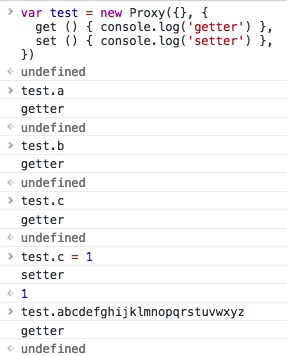 > var test = new Proxy({}, {
get () { console.log('getter') },
set () { console.log('setter') },
})
< undefined
> test.a
getter
< undefined
> test.b
getter
< undefined
> test.c
getter
< undefined
> test.c = 1
setter
< 1
> test.abcdefghijklmnopqrstuvwxyz
getter
< undefined